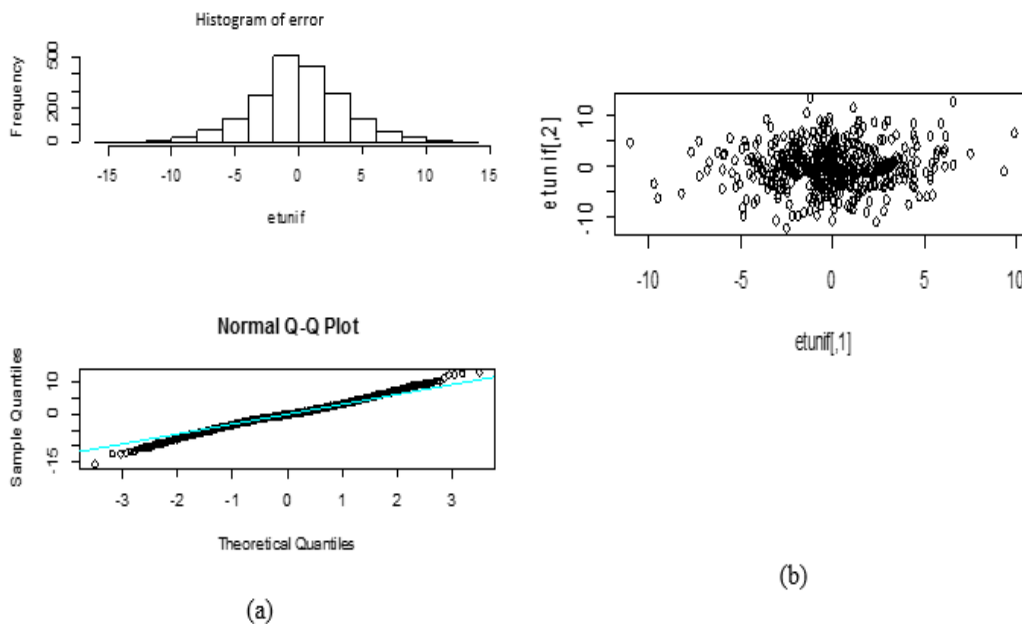 Histogram of error
Frequency
0 200 500
-15 -10 -5 0 5 10 15
etunif
Normal Q-Q Plot
Sample Quantiles
-15 0 10
-3 -2 -1 0 1 2 3
Theoretical Quantiles
(a)
etunif[,2]
-10 0 5 10
-10 -5 0 5 10
etunif[,1]
(b)